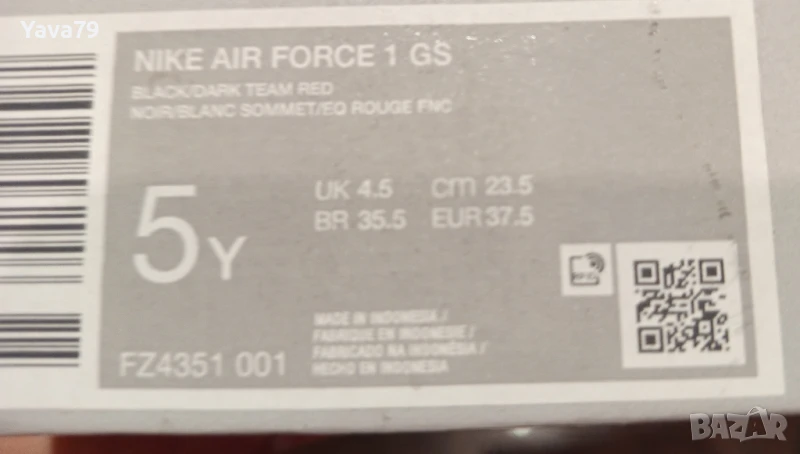 Yava79
NIKE AIR FORCE 1 GS
BLACK/DARK TEAM RED
NOIR/BLANC SOMMET/EQ ROUGE FNC
5Y
UK 4.5 cm 23.5
BR 35.5 EUR 37.5
MADE IN INDONESIA /
FABRIQUE EN INDONESIE /
FABRICADO NA INDONÉSIA /
HECHO EN INDONESIA
FZ4351 001
BAZAR